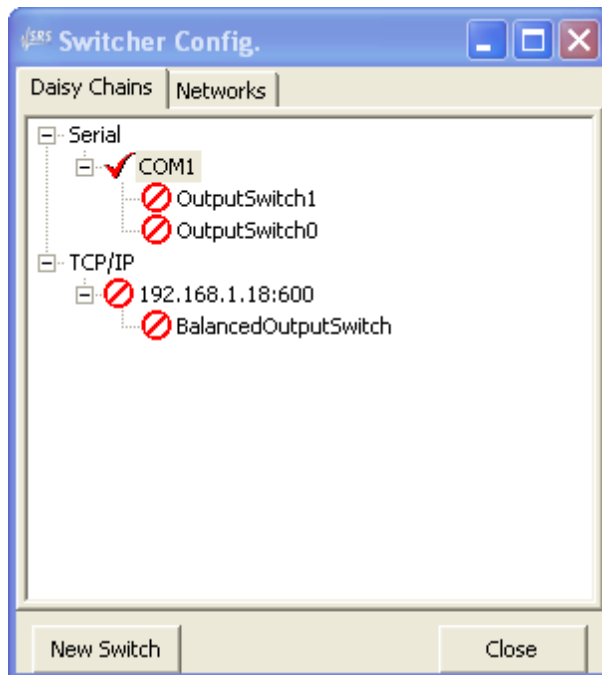 SRS Switcher Config.
Daisy Chains Networks
Serial
COM1
OutputSwitch1
OutputSwitch0
TCP/IP
192.168.1.18:600
BalancedOutputSwitch
New Switch Close